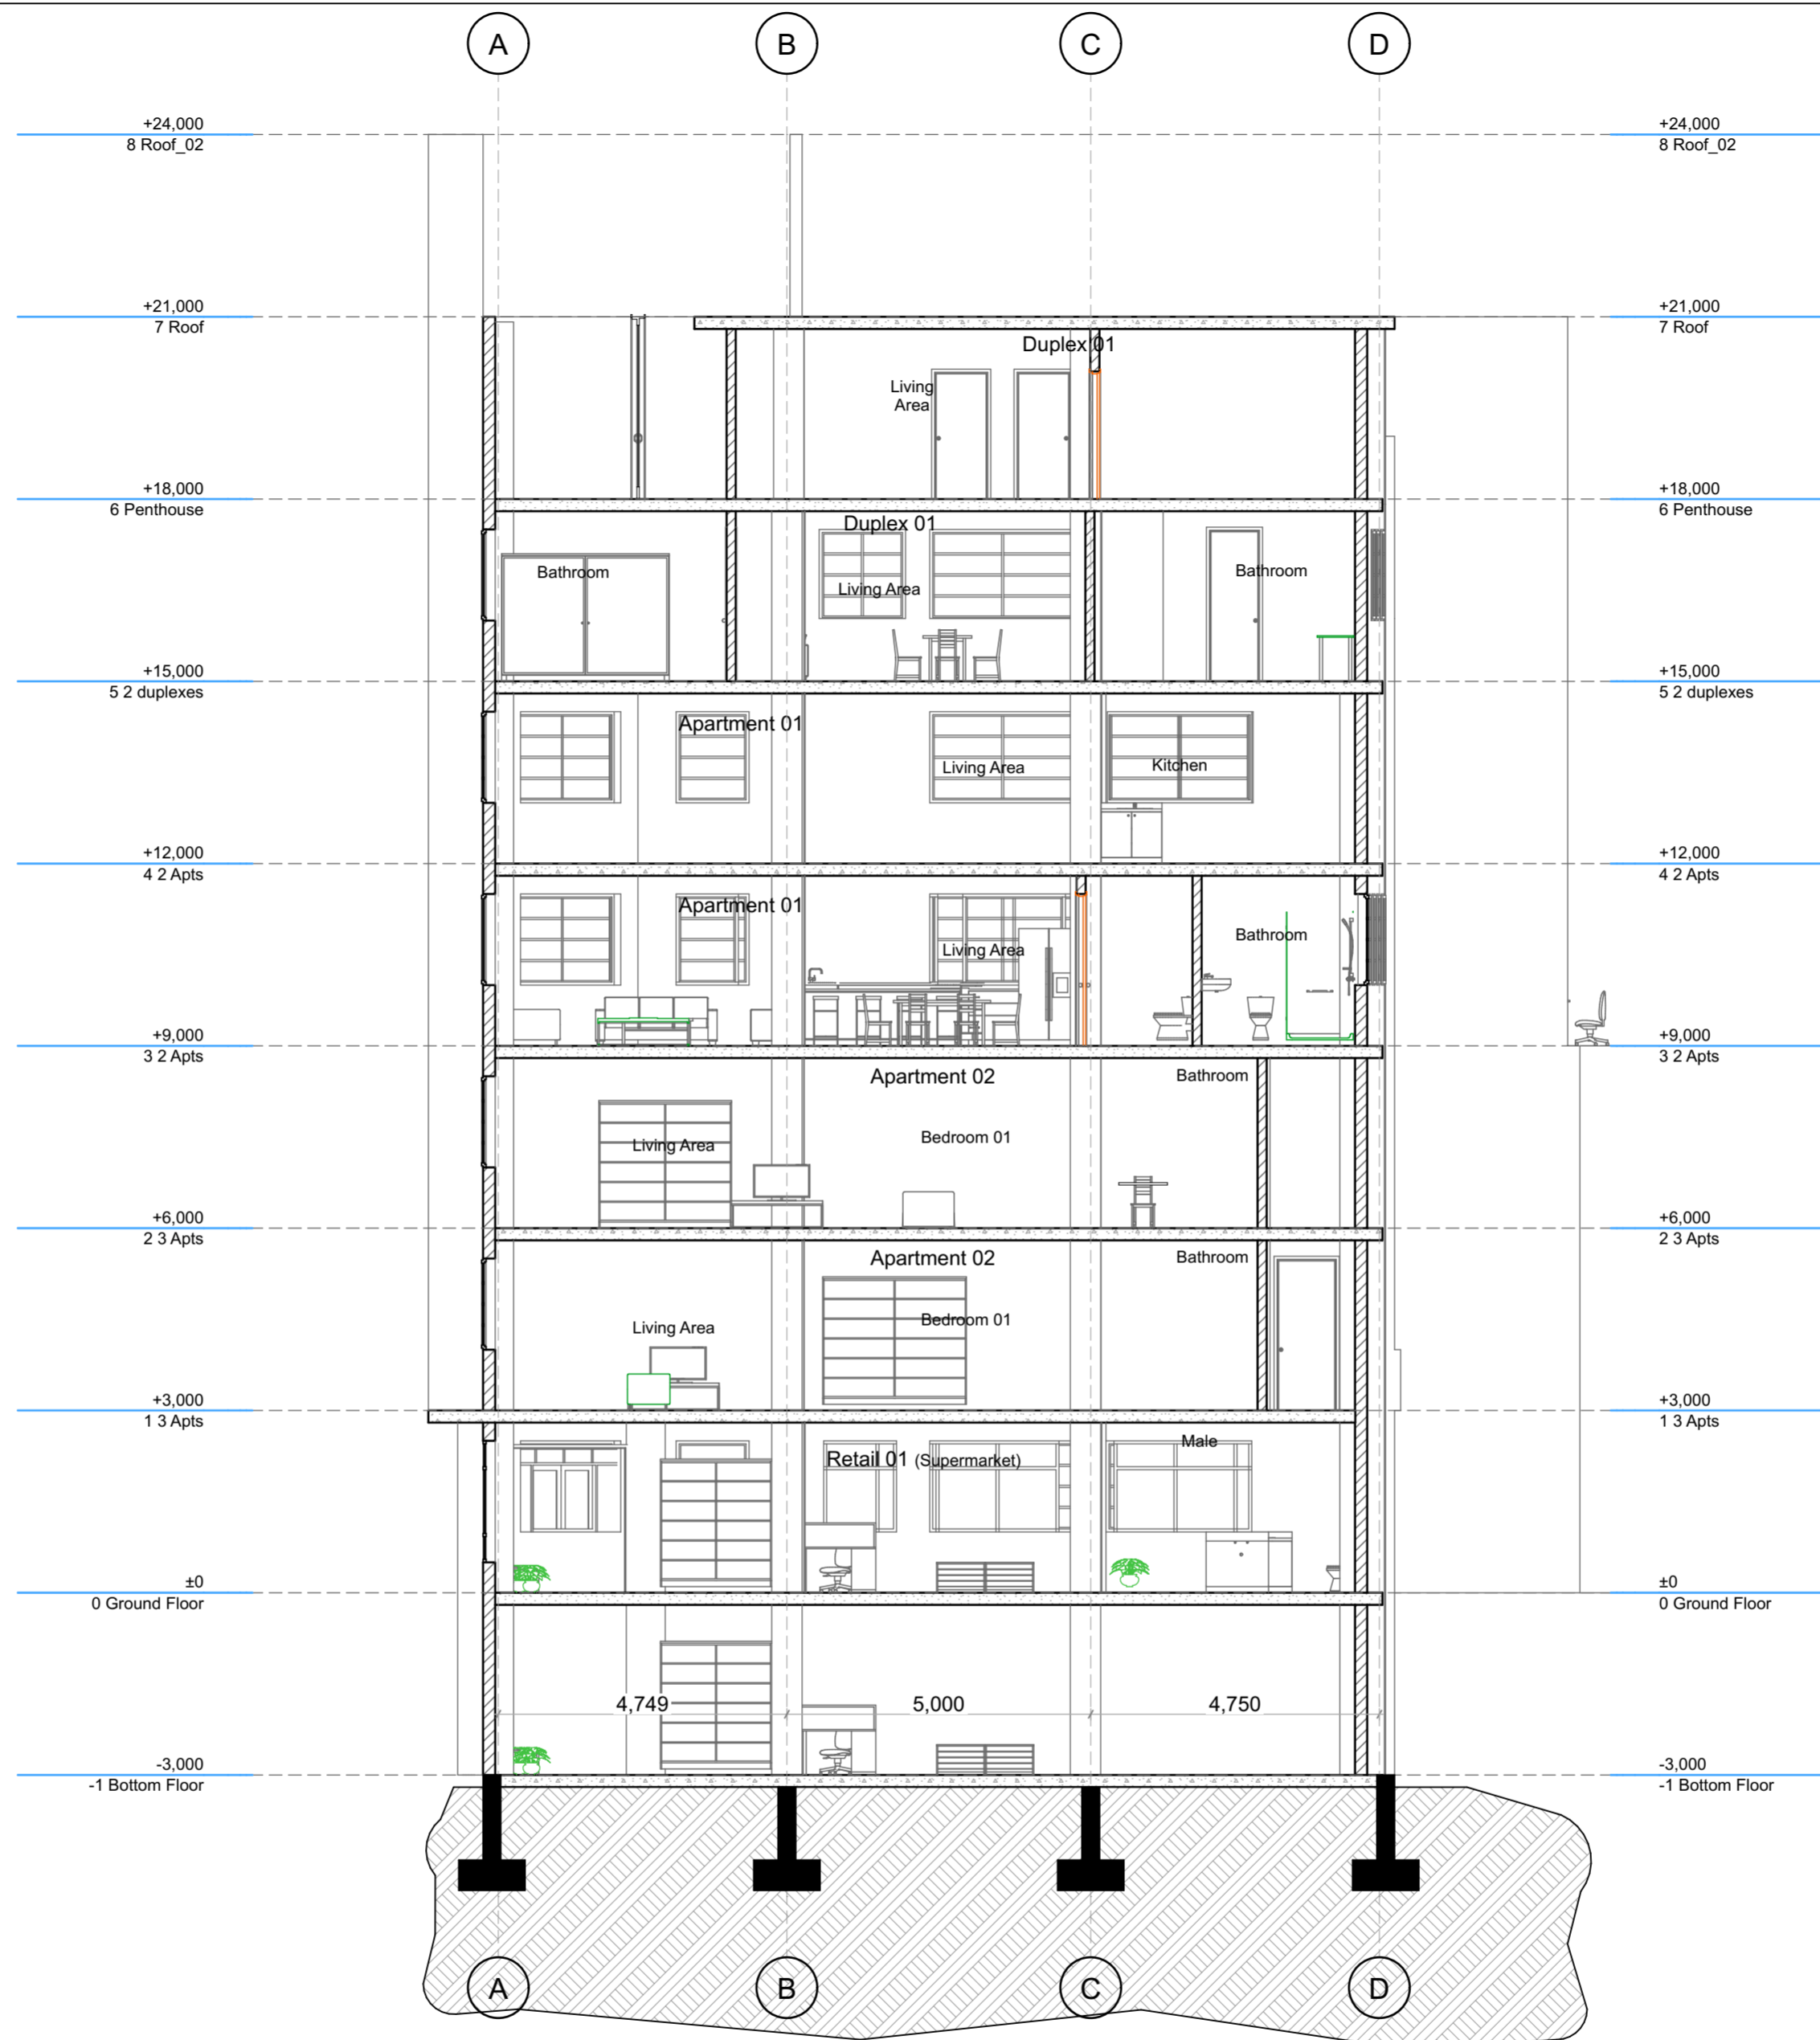 A B C D
+24,000 +24,000
8 Roof_02 8 Roof_02
+21,000 +21,000
7 Roof 7 Roof
Duplex 01
Living
Area
+18,000 +18,000
6 Penthouse 6 Penthouse
Duplex 01
Bathroom Bathroom
Living Area
+15,000 +15,000
5 2 duplexes 5 2 duplexes
Apartment 01
Living Area Kitchen
+12,000 +12,000
4 2 Apts 4 2 Apts
Apartment 01
Bathroom
Living Area
+9,000 +9,000
3 2 Apts 3 2 Apts
Apartment 02 Bathroom
Bedroom 01
Living Area
+6,000 +6,000
2 3 Apts 2 3 Apts
Apartment 02 Bathroom
Bedroom 01
Living Area
+3,000 +3,000
1 3 Apts 1 3 Apts
Male
Retail 01 (Supermarket)
±0 ±0
0 Ground Floor 0 Ground Floor
4,749 5,000 4,750
-3,000 -3,000
-1 Bottom Floor -1 Bottom Floor
A B C D